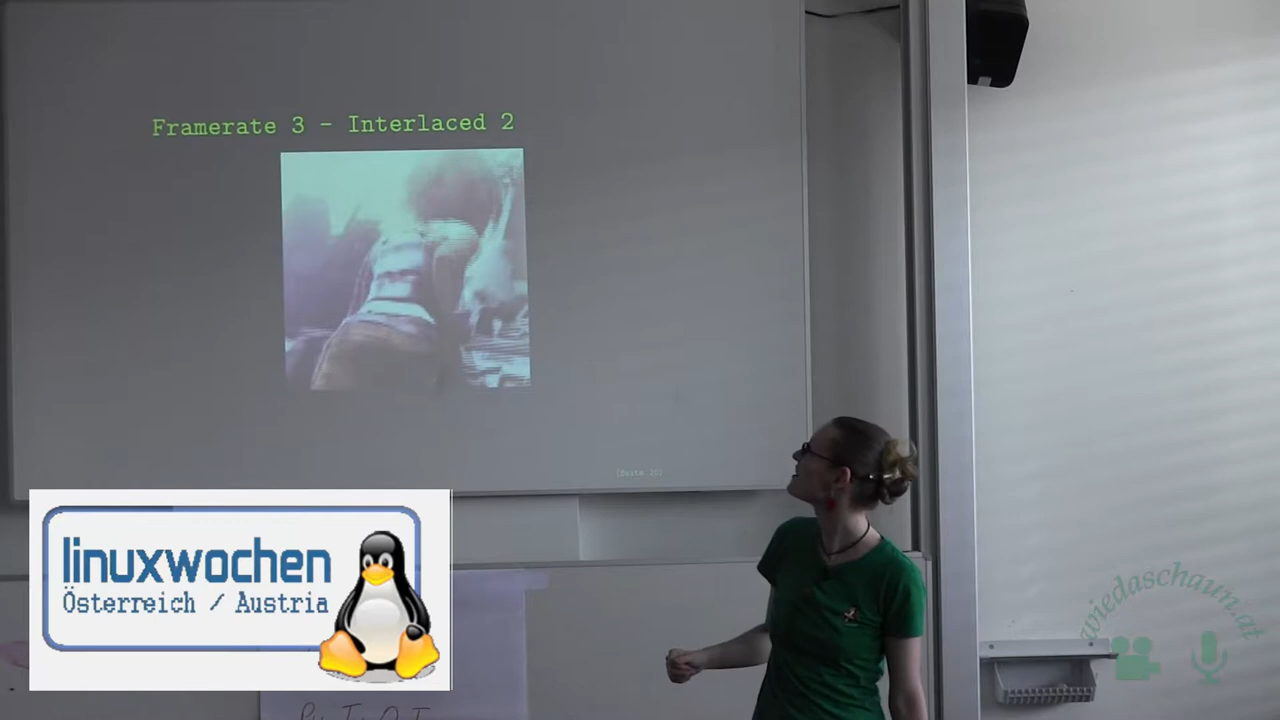 Framerate 3 - Interlaced 2
linuxwochen
Österreich / Austria
wiedaschaun.at